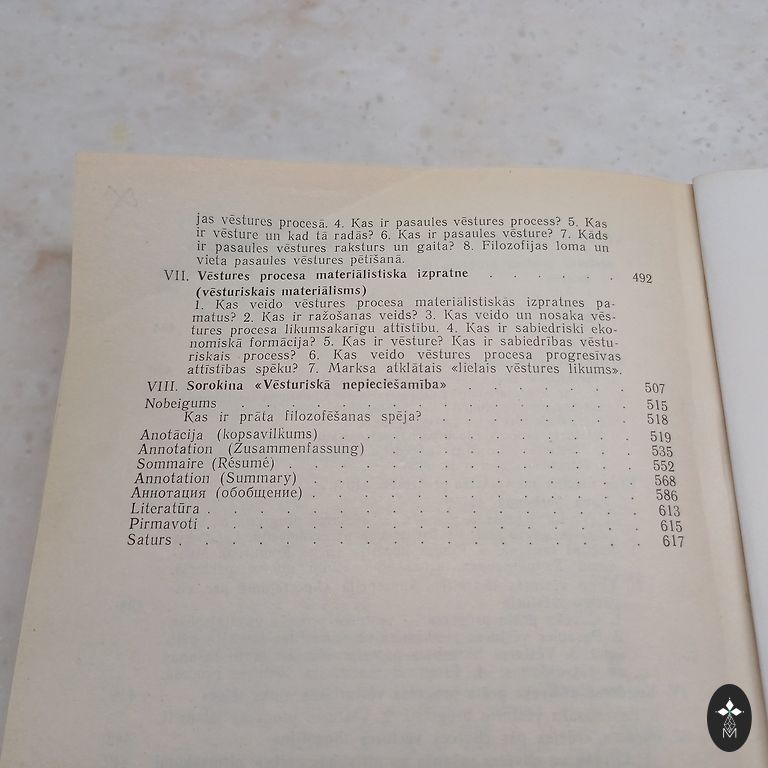 jas vēstures procesā. 4. Kas ir pasaules vēstures process? 5. Kas
ir vēsture un kad tā radās? 6. Kas ir pasaules vēsture? 7. Kāds
ir pasaules vēstures raksturs un gaita? 8. Filozofijas loma un
vieta pasaules vēstures pētīšanā.
VII. Vēstures procesa materiālistiska izpratne . . . . . . 492
(vēsturiskais materiālisms)
1. Kas veido vēstures procesa materiālistiskās izpratnes pa-
matus? 2. Kas ir ražošanas veids? 3. Kas veido un nosaka vēs-
tures procesa likumsakarīgu attīstību. 4. Kas ir sabiedriski eko-
nomiskā formācija? 5. Kas ir vēsture? Kas ir sabiedrības vēstu-
riskais process? 6. Kas veido vēstures procesa progresīvas
attīstības spēku? 7. Marksa atklātais «lielais vēstures likums».
VIII. Sorokina «Vēsturiskā nepieciešamība» . . . . . . . 507
Nobeigums . . . . . . . . . . . . . . . 515
Kas ir prāta filozofēšanas spēja? . . . . . . . . 518
Anotācija (kopsavilkums) . . . . . . . . . . . 519
Annotation (Zusammenfassung) . . . . . . . . . . 535
Sommaire (Résumé) . . . . . . . . . . . . . 552
Annotation (Summary) . . . . . . . . . . . . 568
Аннотация (обобщение) . . . . . . . . . . . . 586
Literatūra . . . . . . . . . . . . . . . . 613
Pirmavoti . . . . . . . . . . . . . . . . 615
Saturs . . . . . . . . . . . . . . . . . 617